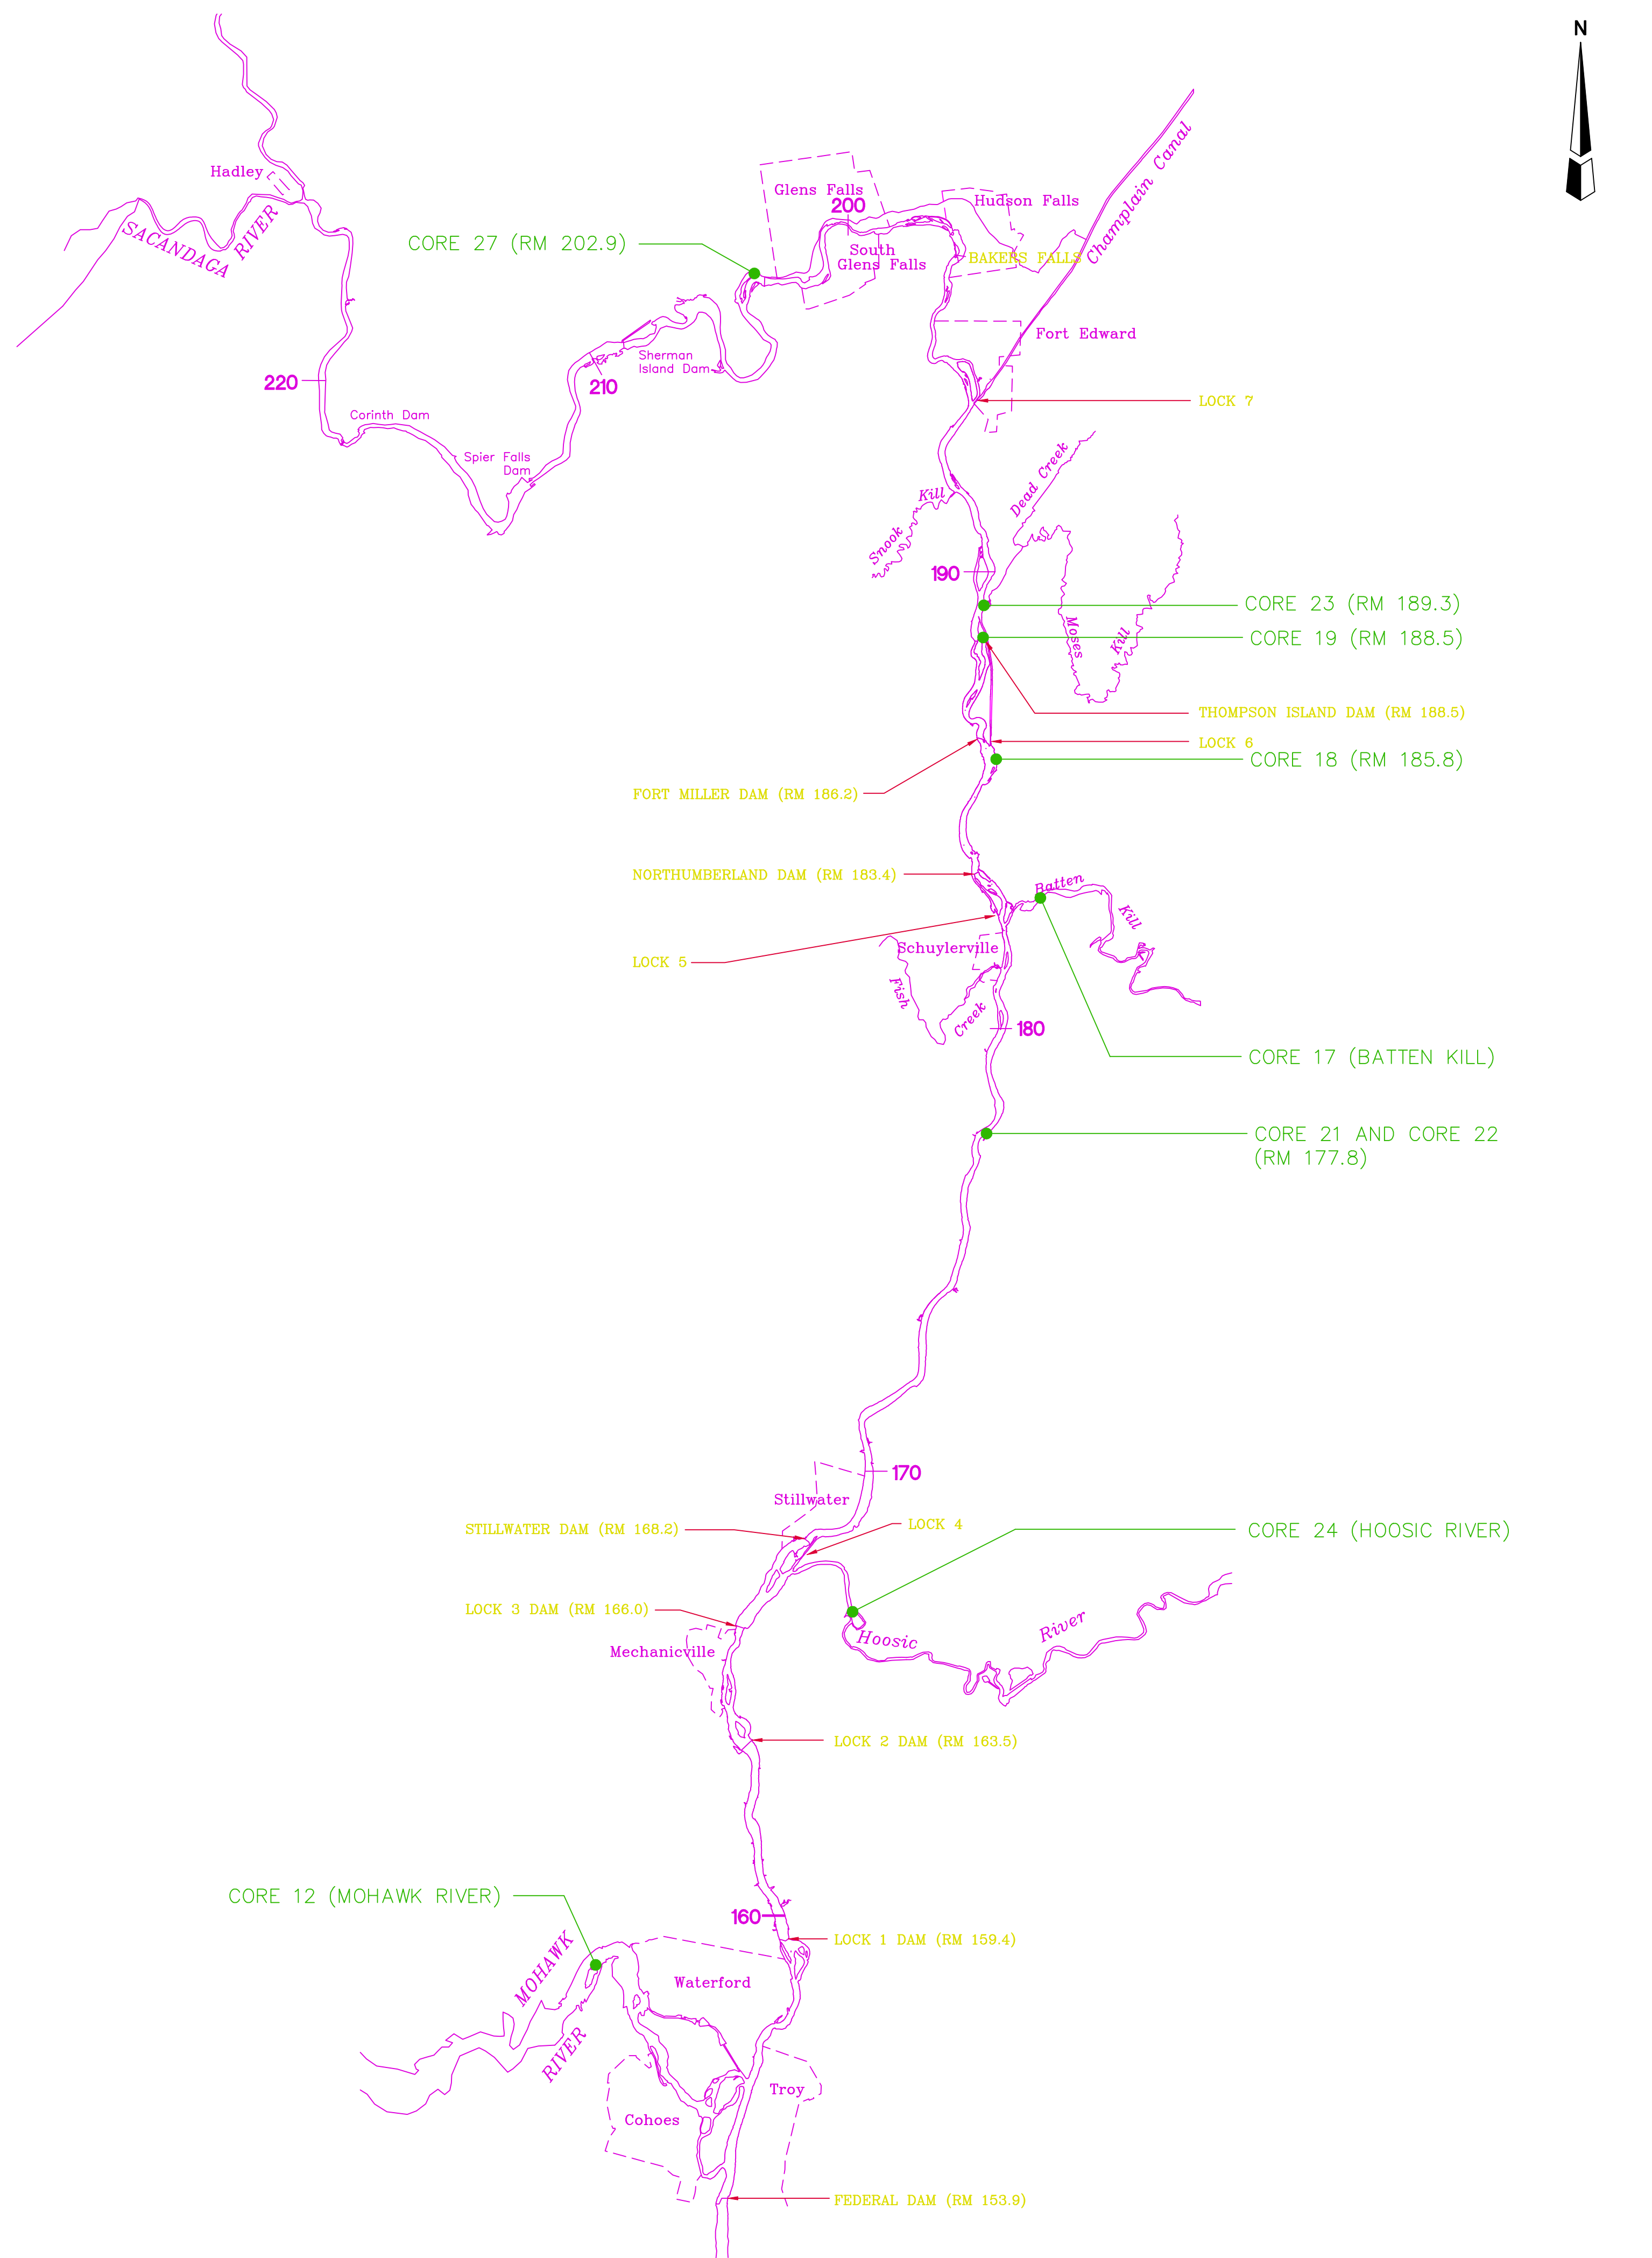 N
Champlain Canal
Hadley
SACANDAGA
RIVER
Glens Falls
200
Hudson Falls
CORE 27 (RM 202.9)
South
Glens Falls
BAKERS FALLS
Fort Edward
Sherman
Island Dam
220
210
LOCK 7
Corinth Dam
Spier Falls
Dam
Dead Creek
Snook
Kill
190
CORE 23 (RM 189.3)
Moses
Kill
CORE 19 (RM 188.5)
THOMPSON ISLAND DAM (RM 188.5)
LOCK 6
CORE 18 (RM 185.8)
FORT MILLER DAM (RM 186.2)
NORTHUMBERLAND DAM (RM 183.4)
Batten
Kill
Schuylerville
LOCK 5
Fish
Creek
180
CORE 17 (BATTEN KILL)
CORE 21 AND CORE 22
(RM 177.8)
170
Stillwater
STILLWATER DAM (RM 168.2)
LOCK 4
CORE 24 (HOOSIC RIVER)
LOCK 3 DAM (RM 166.0)
Hoosic
River
Mechanicville
LOCK 2 DAM (RM 163.5)
CORE 12 (MOHAWK RIVER)
160
LOCK 1 DAM (RM 159.4)
MOHAWK
RIVER
Waterford
Troy
Cohoes
FEDERAL DAM (RM 153.9)